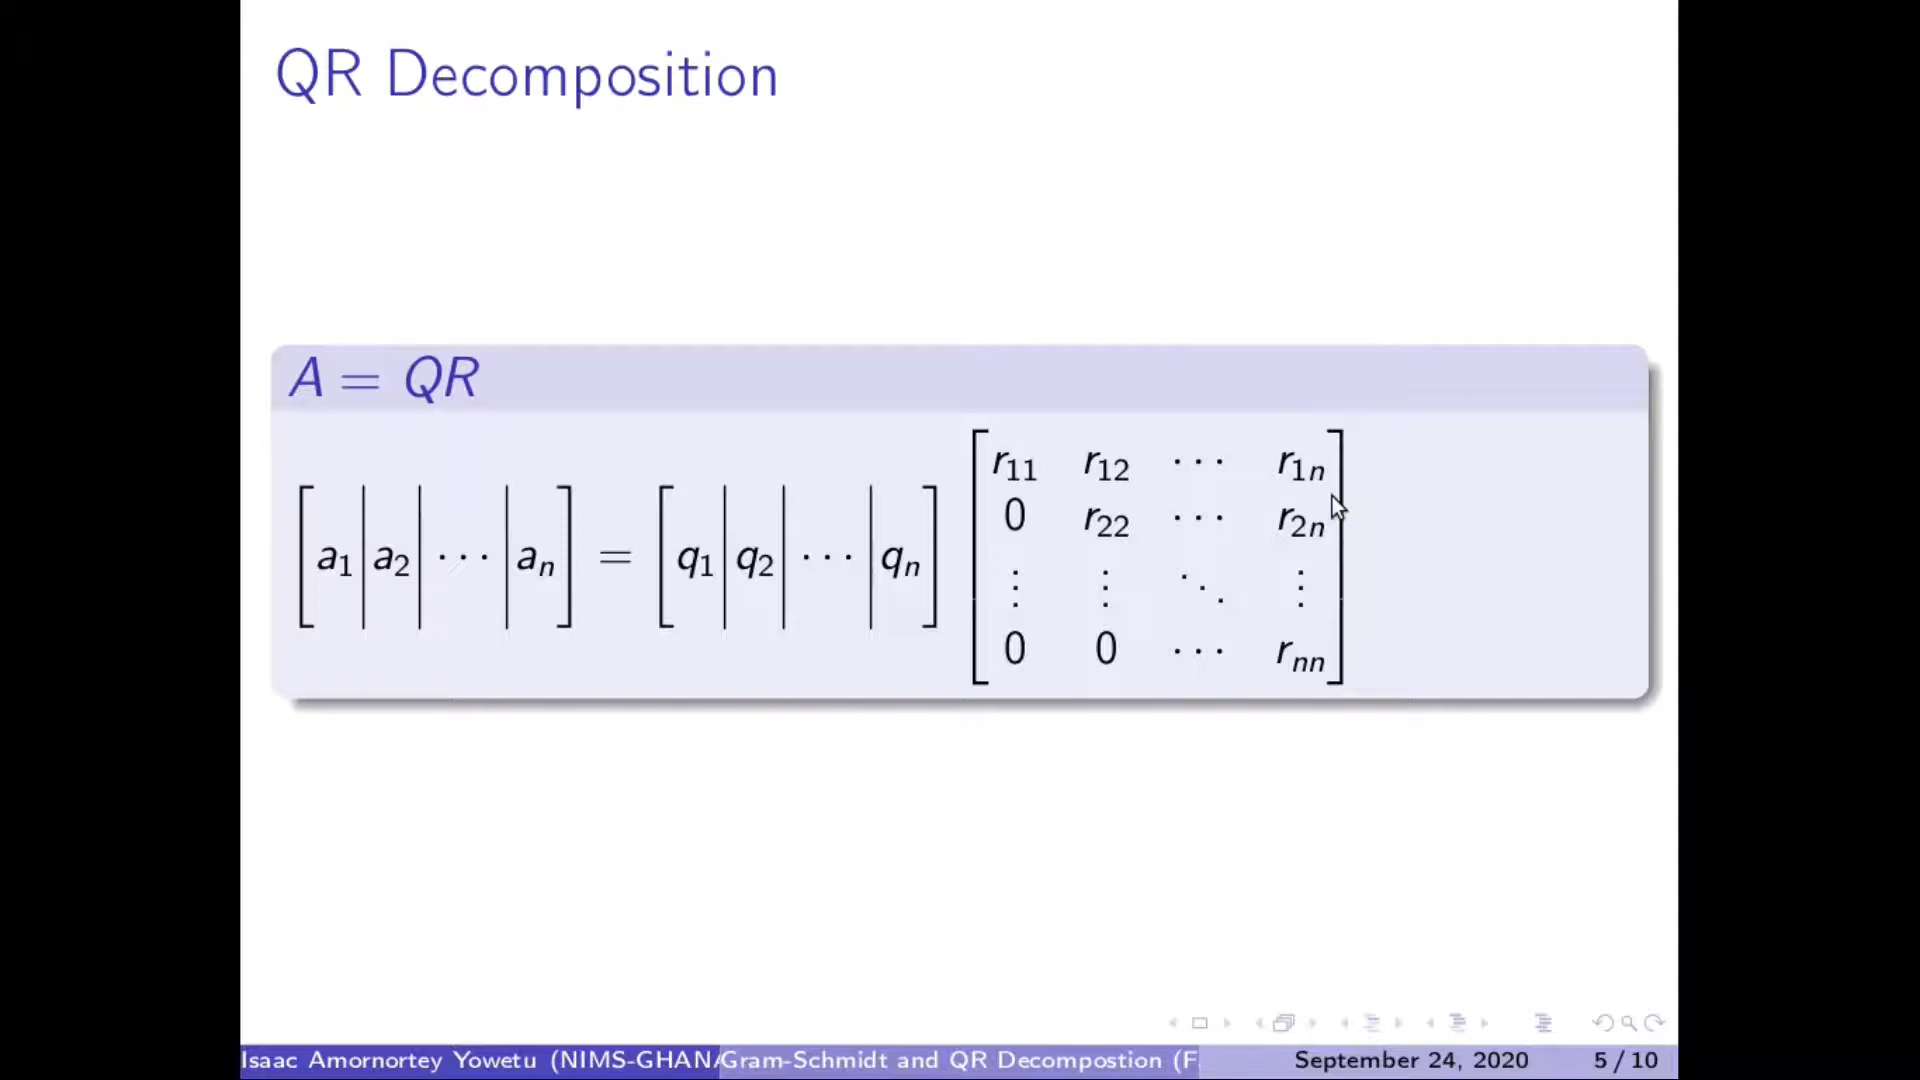 QR Decomposition
A = QR
[a₁|a₂| ⋯ |aₙ] = [q₁|q₂| ⋯ |qₙ]
r₁₁ r₁₂ ⋯ r₁ₙ
0 r₂₂ ⋯ r₂ₙ
⋮ ⋮ ⋱ ⋮
0 0 ⋯ rₙₙ
Isaac Amornortey Yowetu (NIMS-GHANA Gram-Schmidt and QR Decompostion (F September 24, 2020 5 / 10